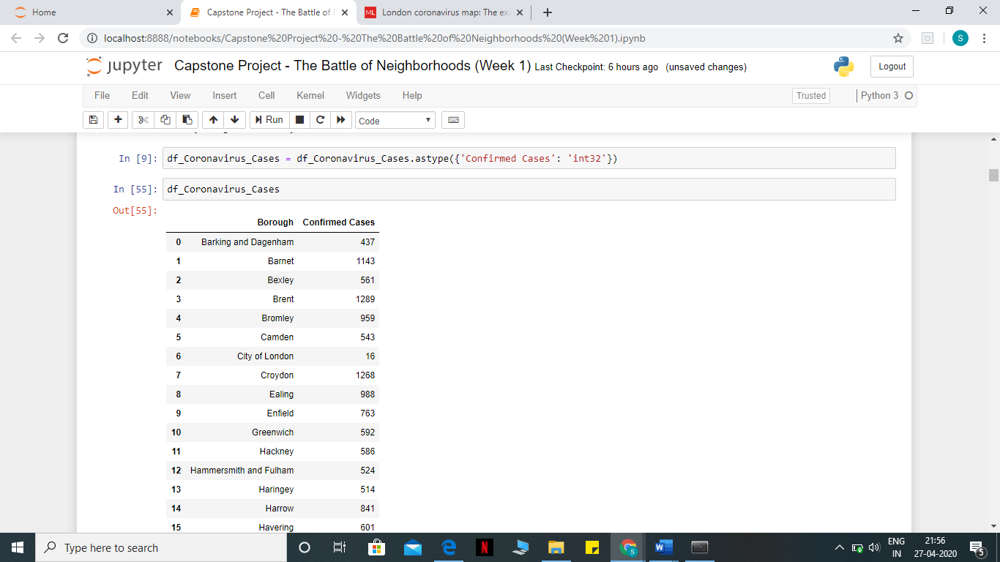 Home
Capstone Project - The Battle of
London coronavirus map: The ex
localhost:8888/notebooks/Capstone%20Project%20-%20The%20Battle%20of%20Neighborhoods%20(Week%201).ipynb
S
jupyter Capstone Project - The Battle of Neighborhoods (Week 1) Last Checkpoint: 6 hours ago (unsaved changes)
Logout
File Edit View Insert Cell Kernel Widgets Help
Trusted Python 3
Run Code
In [9]: df_Coronavirus_Cases = df_Coronavirus_Cases.astype({'Confirmed Cases': 'int32'})
In [55]: df_Coronavirus_Cases
Out[55]:
Borough Confirmed Cases
0 Barking and Dagenham 437
1 Barnet 1143
2 Bexley 561
3 Brent 1289
4 Bromley 959
5 Camden 543
6 City of London 16
7 Croydon 1268
8 Ealing 988
9 Enfield 763
10 Greenwich 592
11 Hackney 586
12 Hammersmith and Fulham 524
13 Haringey 514
14 Harrow 841
15 Havering 601
Type here to search
ENG
IN
21:56
27-04-2020
5